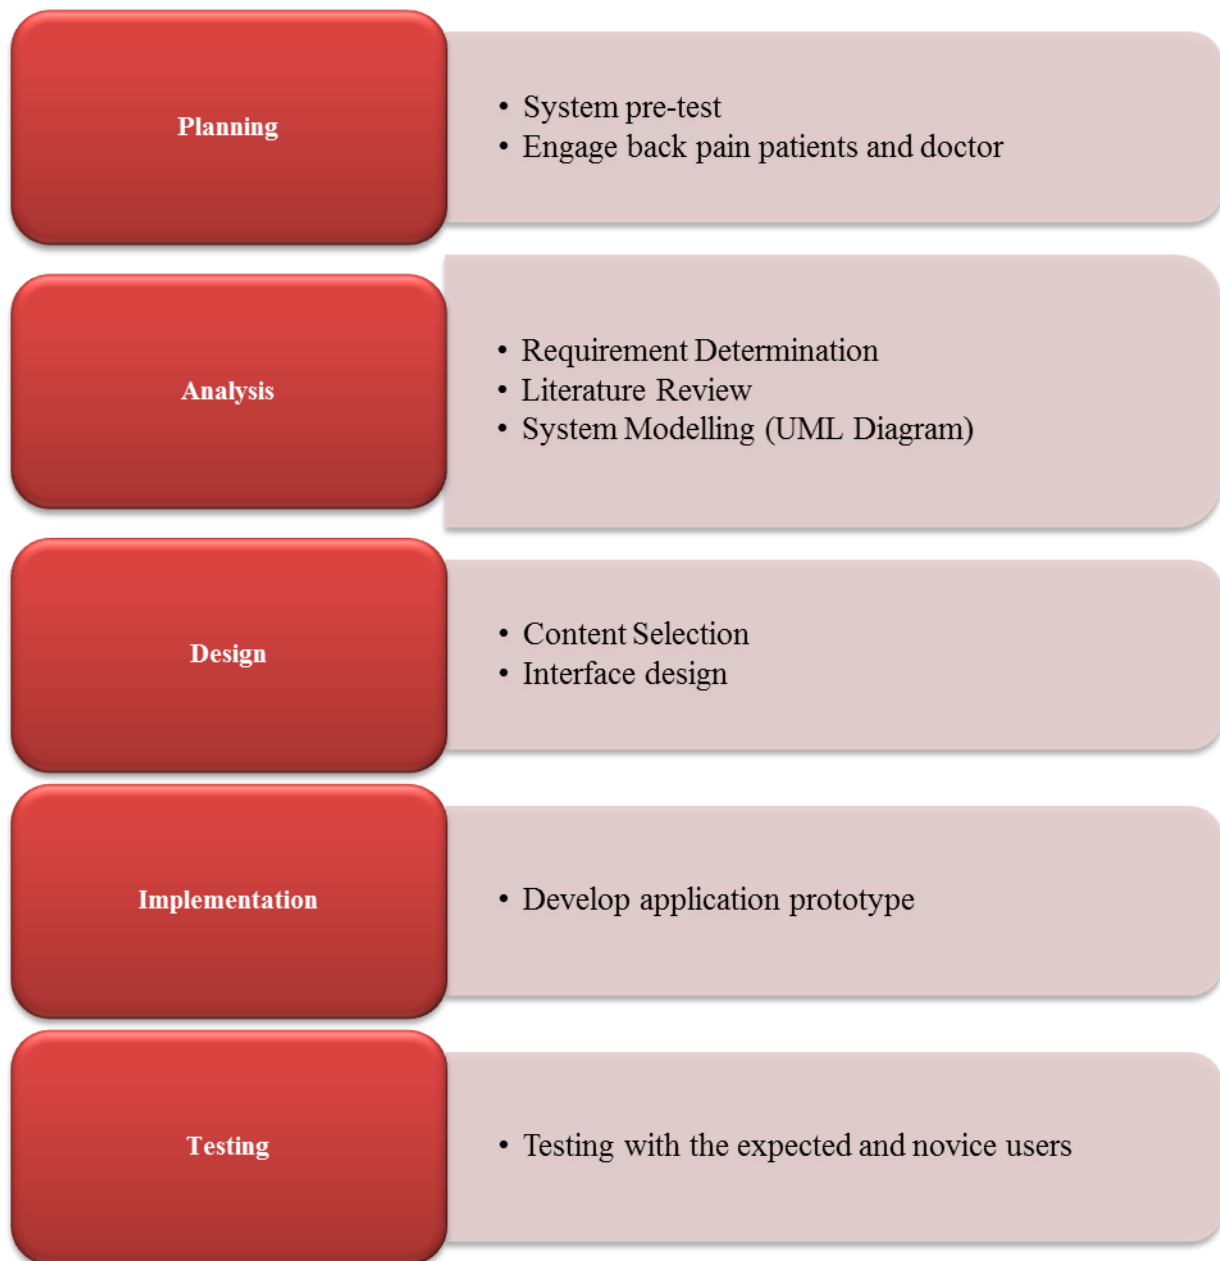 Planning
• System pre-test
• Engage back pain patients and doctor
Analysis
• Requirement Determination
• Literature Review
• System Modelling (UML Diagram)
Design
• Content Selection
• Interface design
Implementation
• Develop application prototype
Testing
• Testing with the expected and novice users